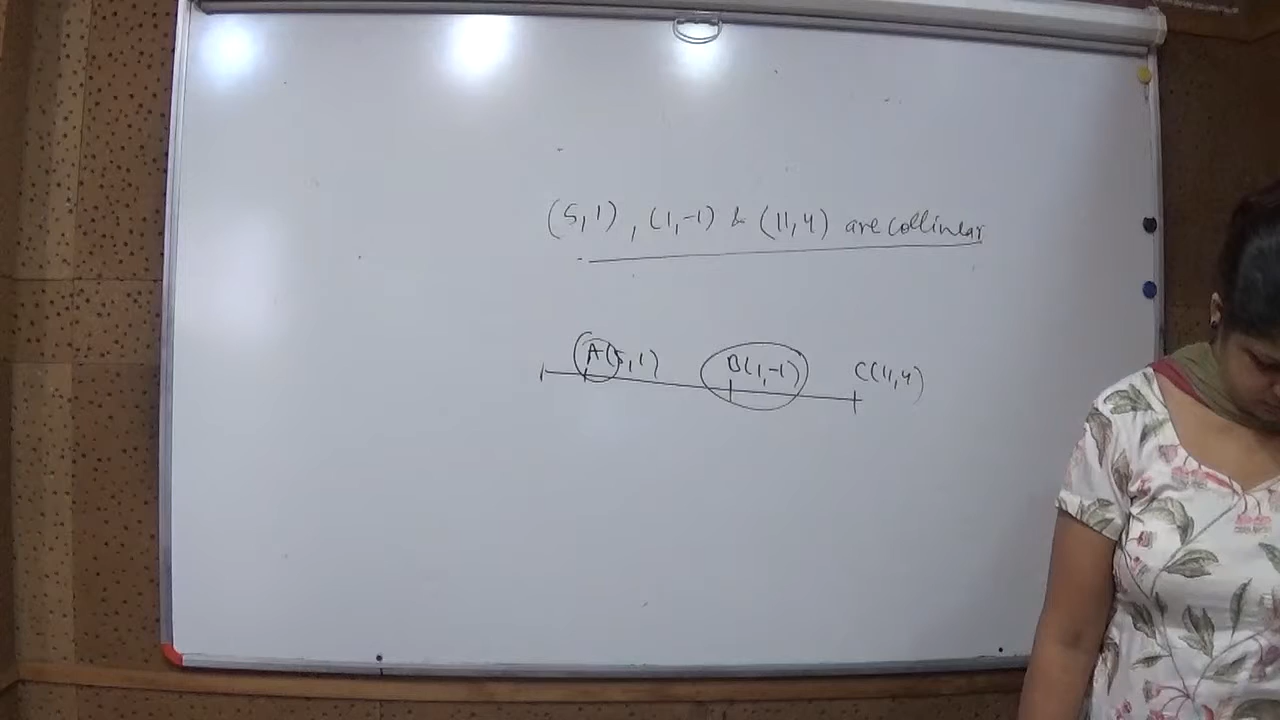 (5,1), (1,-1) & (11,4) are collinear
A(5,1) B(1,-1) C(11,4)